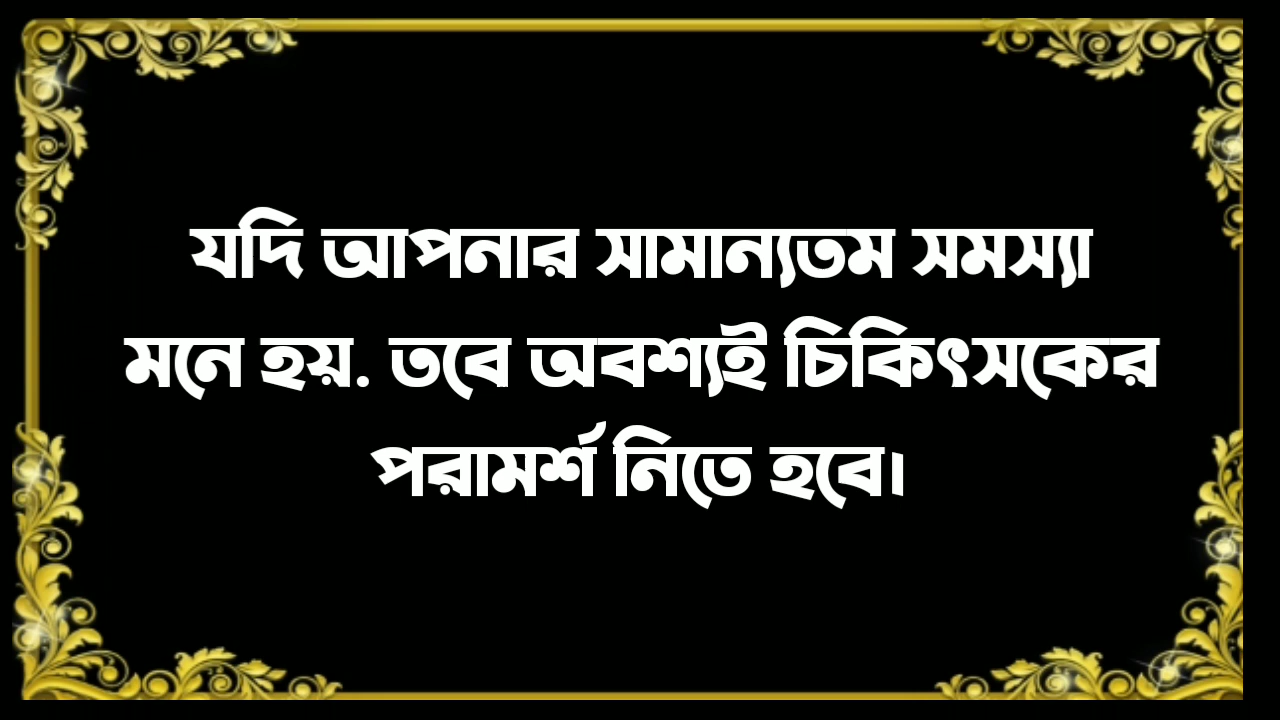 যদি আপনার সামান্যতম সমস্যা
মনে হয়. তবে অবশ্যই চিকিৎসকের
পরামর্শ নিতে হবে।